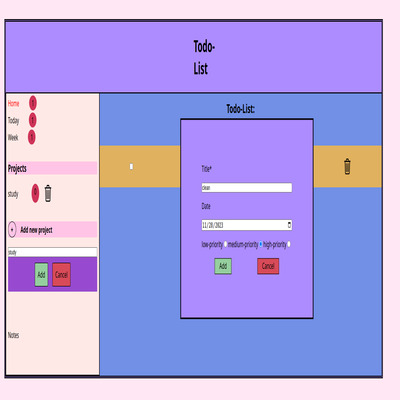 Todo-
List
Home
Today
Week
Projects
study
Add new project
study
Add
Cancel
Notes
Todo-List:
Title*
clean
Date
11/20/2023
low-priority medium-priority high-priority
Add
Cancel